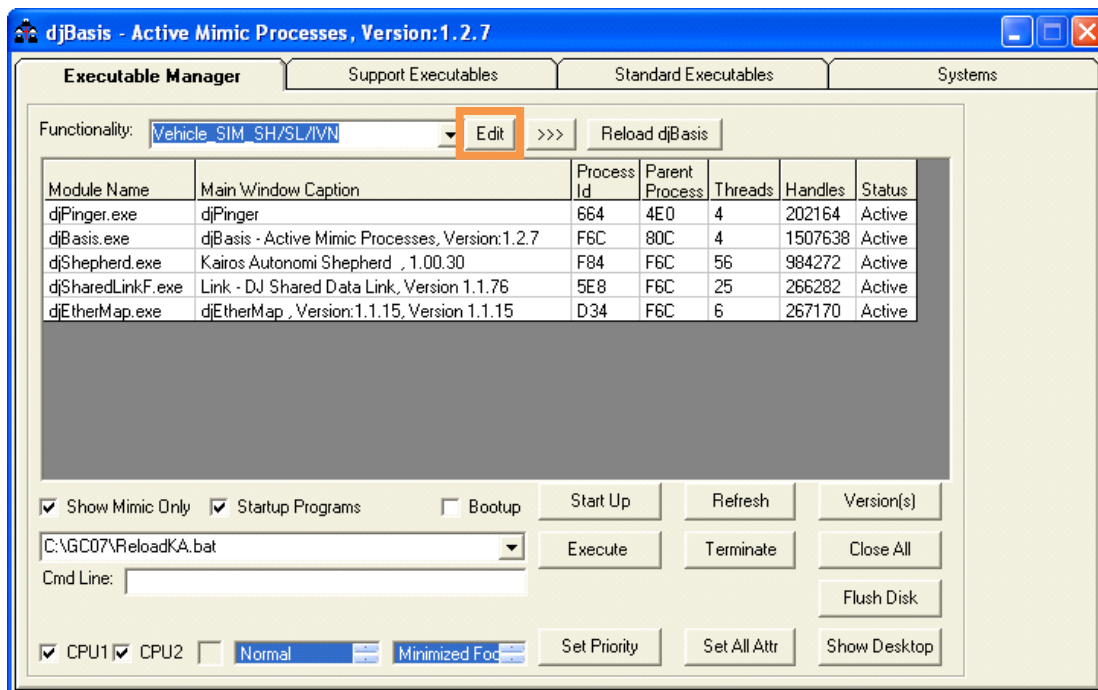 djBasis - Active Mimic Processes, Version:1.2.7
Executable Manager Support Executables Standard Executables Systems
Functionality: Vehicle_SIM_SH/SL/IVN Edit >>> Reload djBasis
Module Name Main Window Caption Process Id Parent Process Threads Handles Status
djPinger.exe djPinger 664 4E0 4 202164 Active
djBasis.exe djBasis - Active Mimic Processes, Version:1.2.7 F6C 80C 4 1507638 Active
djShepherd.exe Kairos Autonomi Shepherd , 1.00.30 F84 F6C 56 984272 Active
djSharedLinkF.exe Link - DJ Shared Data Link, Version 1.1.76 5E8 F6C 25 266282 Active
djEtherMap.exe djEtherMap , Version:1.1.15, Version 1.1.15 D34 F6C 6 267170 Active
Show Mimic Only Startup Programs Bootup Start Up Refresh Version(s)
C:\GC07\ReloadKA.bat Execute Terminate Close All
Cmd Line: Flush Disk
CPU1 CPU2 Normal Minimized Foc Set Priority Set All Attr Show Desktop